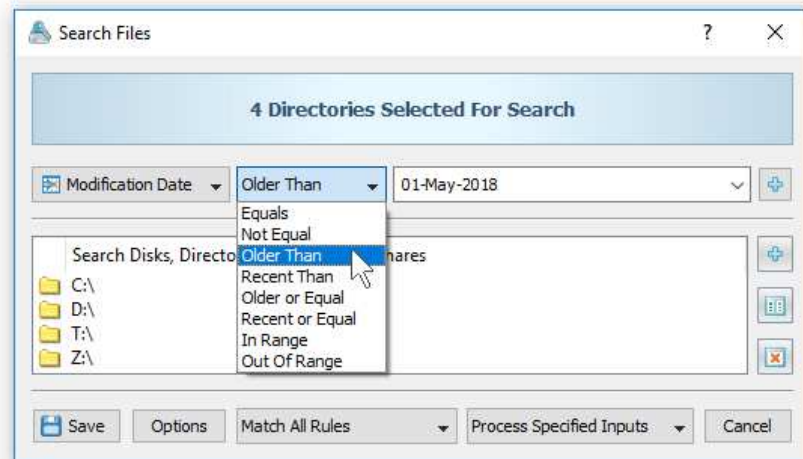 Search Files
?
4 Directories Selected For Search
Modification Date
Older Than
01-May-2018
Equals
Not Equal
Older Than
Recent Than
Older or Equal
Recent or Equal
In Range
Out Of Range
Search Disks, Directo
hares
C:\
D:\
T:\
Z:\
Save
Options
Match All Rules
Process Specified Inputs
Cancel